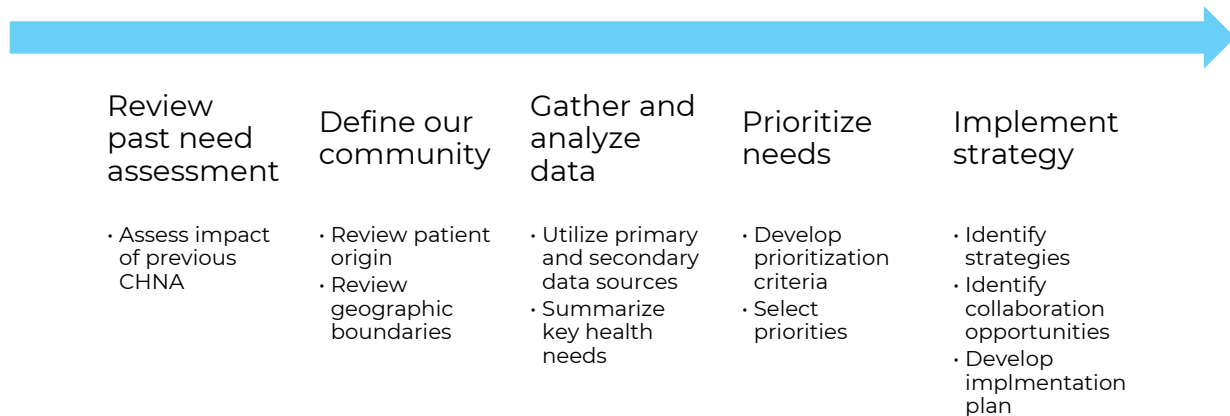 Review
past need
assessment
• Assess impact
of previous
CHNA
Define our
community
• Review patient
origin
• Review
geographic
boundaries
Gather and
analyze
data
• Utilize primary
and secondary
data sources
• Summarize
key health
needs
Prioritize
needs
• Develop
prioritization
criteria
• Select
priorities
Implement
strategy
• Identify
strategies
• Identify
collaboration
opportunities
• Develop
implmentation
plan